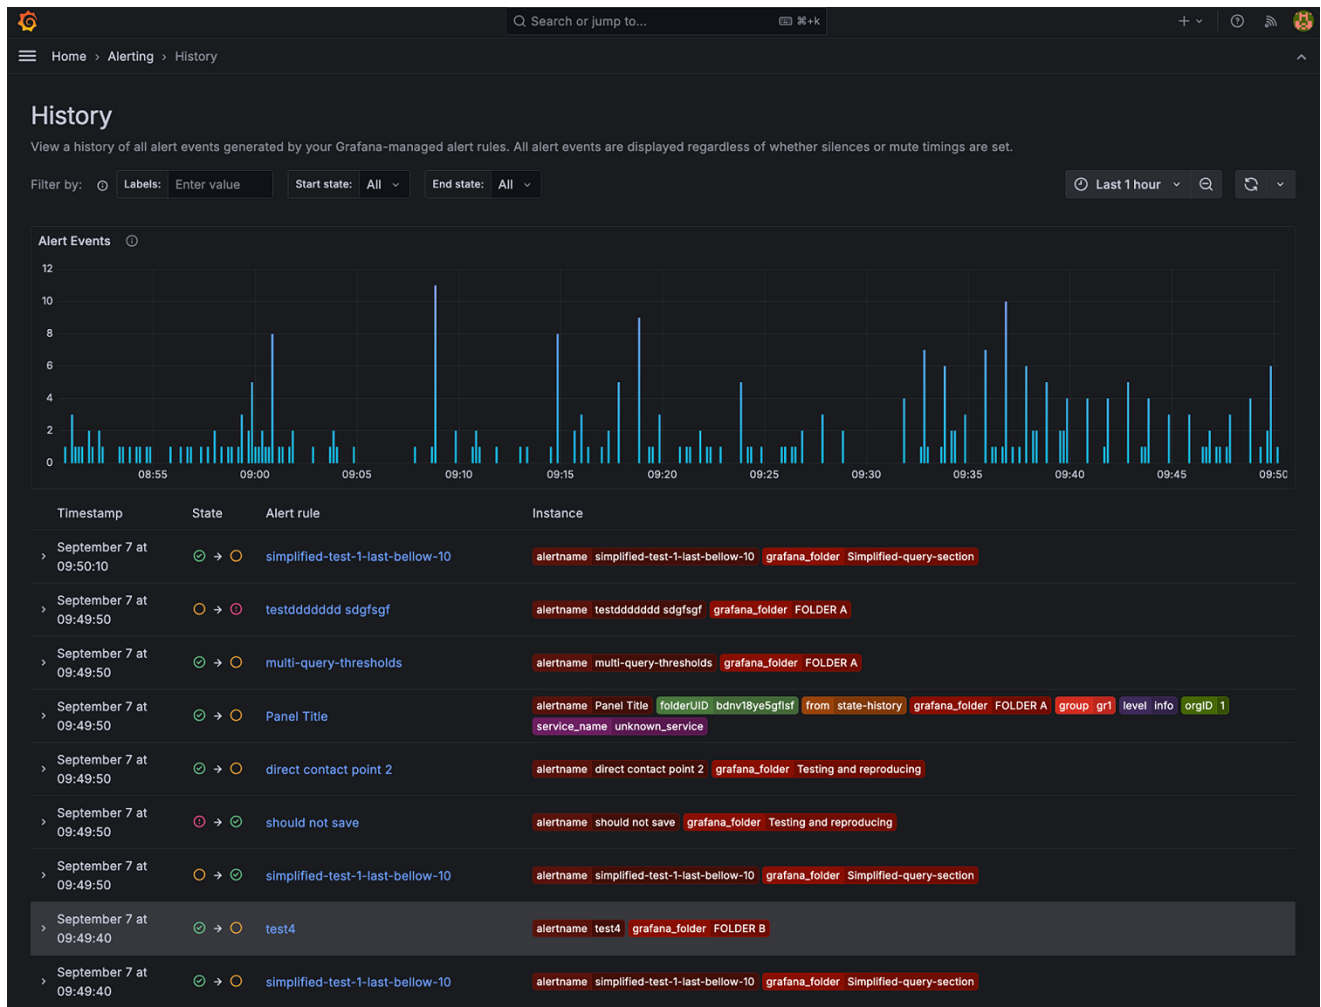 Search or jump to... ⌘+k
Home › Alerting › History
History
View a history of all alert events generated by your Grafana-managed alert rules. All alert events are displayed regardless of whether silences or mute timings are set.
Filter by: Labels: Enter value Start state: All End state: All Last 1 hour
Alert Events
12
10
8
6
4
2
0
08:55 09:00 09:05 09:10 09:15 09:20 09:25 09:30 09:35 09:40 09:45 09:50
Timestamp State Alert rule Instance
September 7 at
09:50:10
simplified-test-1-last-bellow-10 alertname simplified-test-1-last-bellow-10 grafana_folder Simplified-query-section
September 7 at
09:49:50
testddddddd sdgfsgf alertname testddddddd sdgfsgf grafana_folder FOLDER A
September 7 at
09:49:50
multi-query-thresholds alertname multi-query-thresholds grafana_folder FOLDER A
September 7 at
09:49:50
Panel Title alertname Panel Title folderUID bdnv18ye5gflsf from state-history grafana_folder FOLDER A group gr1 level info orgID 1
service_name unknown_service
September 7 at
09:49:50
direct contact point 2 alertname direct contact point 2 grafana_folder Testing and reproducing
September 7 at
09:49:50
should not save alertname should not save grafana_folder Testing and reproducing
September 7 at
09:49:50
simplified-test-1-last-bellow-10 alertname simplified-test-1-last-bellow-10 grafana_folder Simplified-query-section
September 7 at
09:49:40
test4 alertname test4 grafana_folder FOLDER B
September 7 at
09:49:40
simplified-test-1-last-bellow-10 alertname simplified-test-1-last-bellow-10 grafana_folder Simplified-query-section